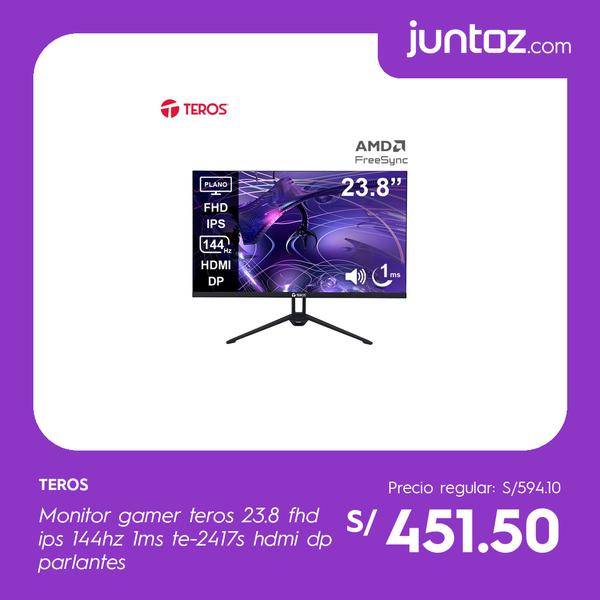 juntoz.com
TEROS
AMD
FreeSync
PLANO
23.8”
FHD
IPS
144Hz
HDMI
1ms
DP
TEROS
TEROS
Precio regular: S/594.10
Monitor gamer teros 23.8 fhd
ips 144hz 1ms te-2417s hdmi dp
parlantes
S/ 451.50